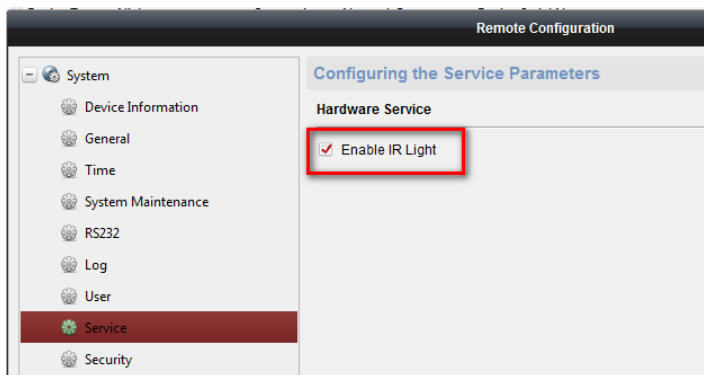 Remote Configuration
System
Device Information
General
Time
System Maintenance
RS232
Log
User
Service
Security
Configuring the Service Parameters
Hardware Service
Enable IR Light